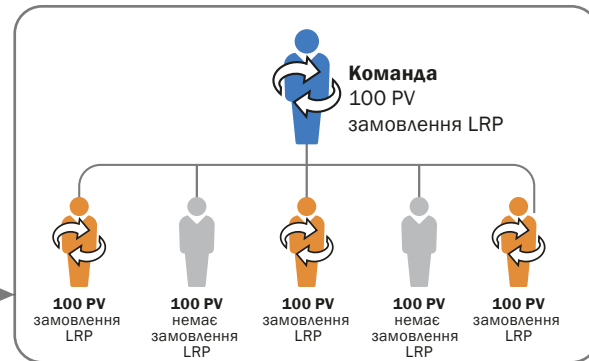 Команда
100 PV
замовлення LRP
100 PV
замовлення
LRP
100 PV
немає
замовлення
LRP
100 PV
замовлення
LRP
100 PV
немає
замовлення
LRP
100 PV
замовлення
LRP